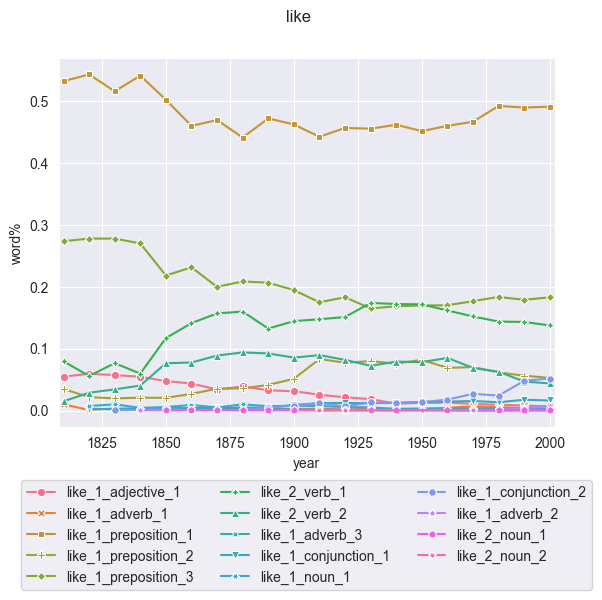 like
word%
0.5
0.4
0.3
0.2
0.1
0.0
1825 1850 1875 1900 1925 1950 1975 2000
year
like_1_adjective_1 like_2_verb_1 like_1_conjunction_2
like_1_adverb_1 like_2_verb_2 like_1_adverb_2
like_1_preposition_1 like_1_adverb_3 like_2_noun_1
like_1_preposition_2 like_1_conjunction_1 like_2_noun_2
like_1_preposition_3 like_1_noun_1